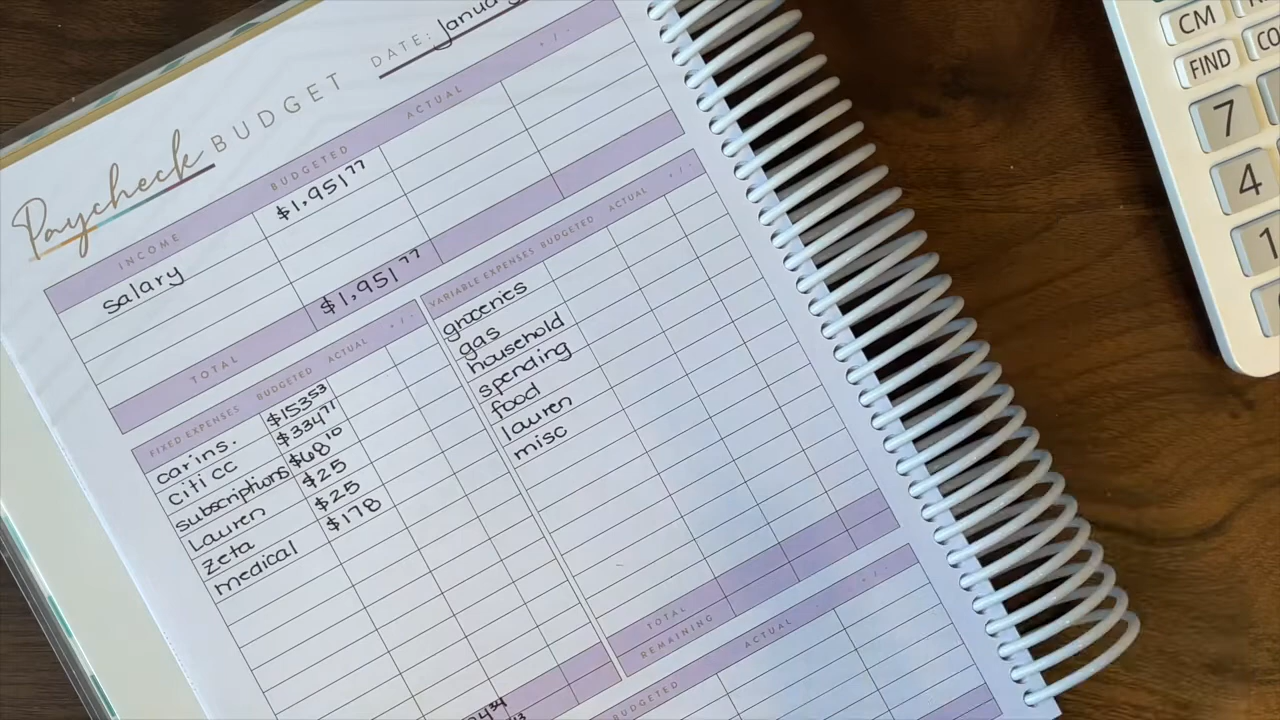 Paycheck BUDGET DATE:
INCOME BUDGETED ACTUAL + / -
salary $1,951 77
TOTAL $1,951 77
FIXED EXPENSES BUDGETED ACTUAL + / -
car ins. $153 53
citi cc $334 71
subscriptions $68 10
Lauren $25
Zeta $25
medical $178
VARIABLE EXPENSES BUDGETED ACTUAL + / -
groceries
gas
household
spending
food
lauren
misc
TOTAL
REMAINING
BUDGETED ACTUAL + / -
CM
FIND
7
4
1